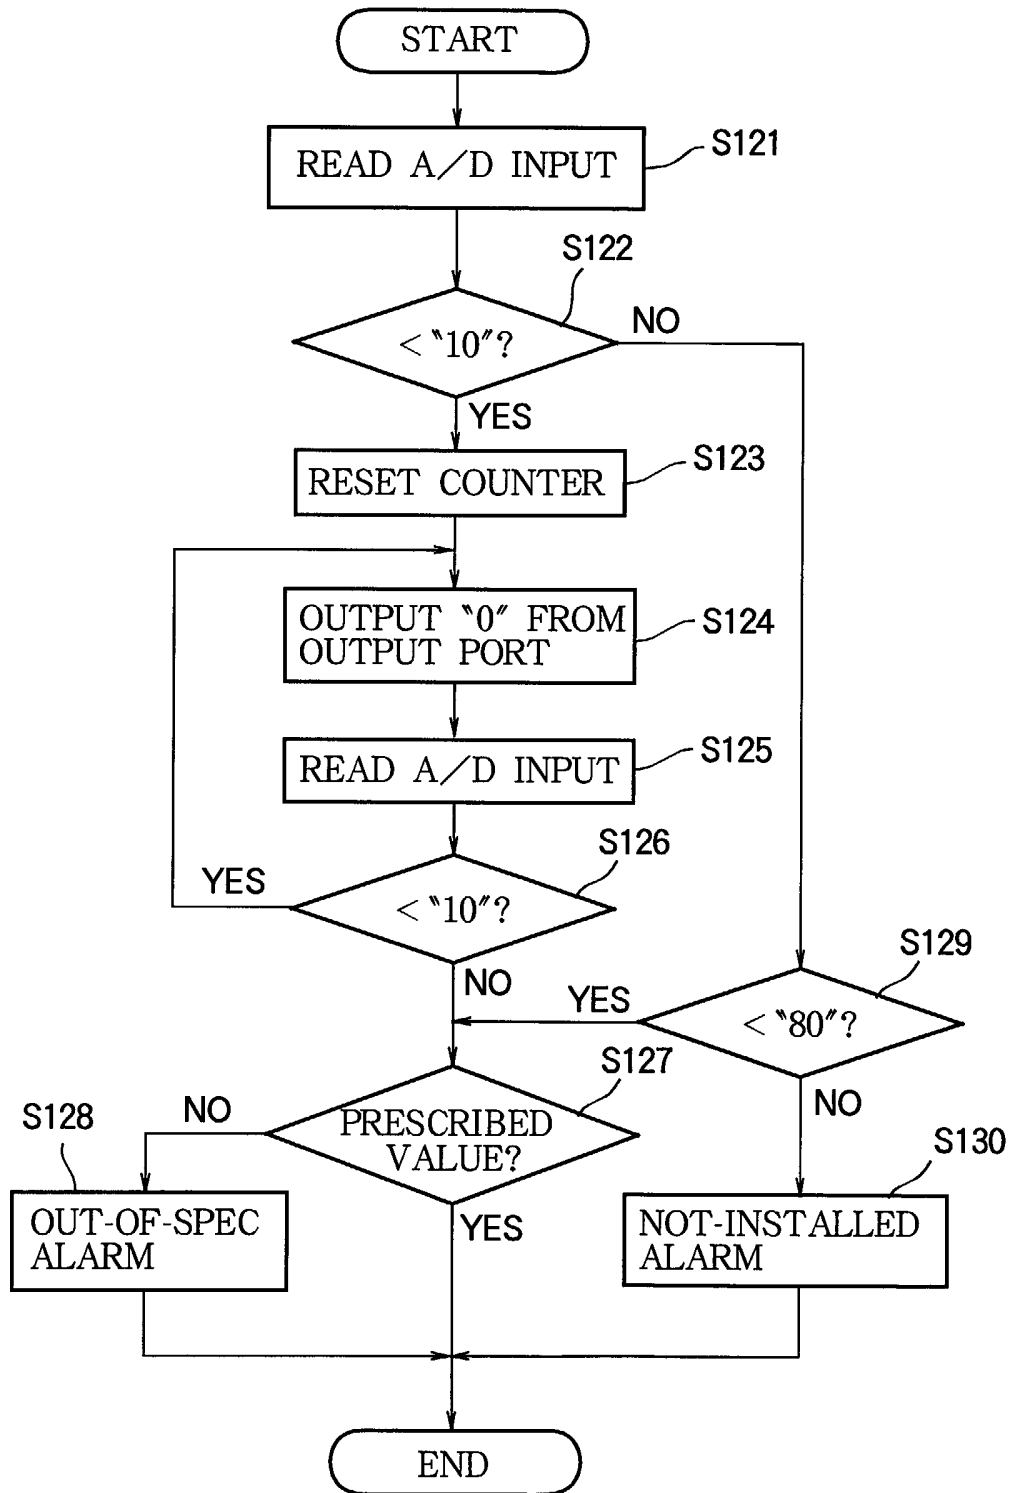 START
READ A/D INPUT
S121
S122
< "10"?
NO
YES
RESET COUNTER
S123
OUTPUT "0" FROM
OUTPUT PORT
S124
READ A/D INPUT
S125
S126
< "10"?
YES
NO
S129
< "80"?
YES
NO
S127
PRESCRIBED
VALUE?
NO
YES
S128
OUT-OF-SPEC
ALARM
S130
NOT-INSTALLED
ALARM
END